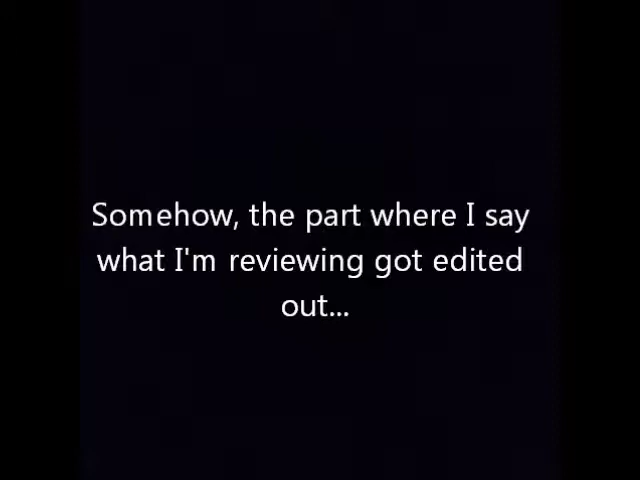 Somehow, the part where I say
what I'm reviewing got edited
out...